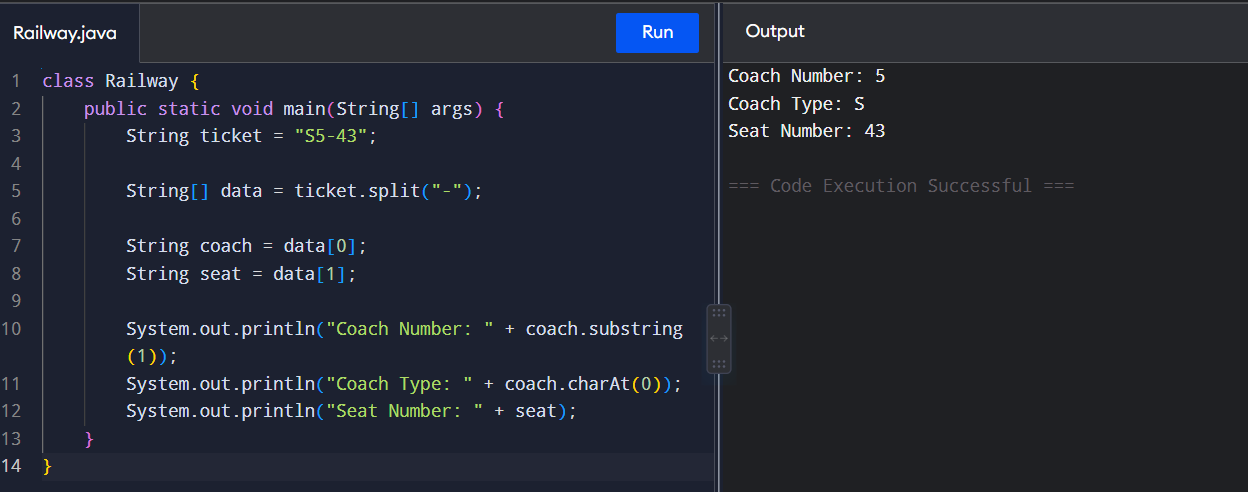 Railway.java
Run
Output
1 class Railway {
2     public static void main(String[] args) {
3         String ticket = "S5-43";
4
5         String[] data = ticket.split("-");
6
7         String coach = data[0];
8         String seat = data[1];
9
10         System.out.println("Coach Number: " + coach.substring
(1));
11         System.out.println("Coach Type: " + coach.charAt(0));
12         System.out.println("Seat Number: " + seat);
13     }
14 }
Coach Number: 5
Coach Type: S
Seat Number: 43
=== Code Execution Successful ===